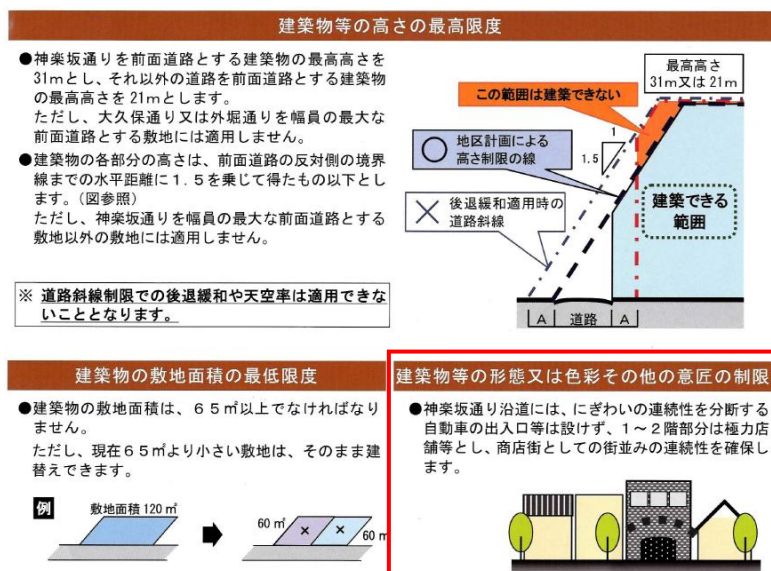 建築物等の高さの最高限度
●神楽坂通りを前面道路とする建築物の最高高さを
31mとし、それ以外の道路を前面道路とする建築物
の最高高さを21mとします。
ただし、大久保通り又は外堀通りを幅員の最大な
前面道路とする敷地には適用しません。
●建築物の各部分の高さは、前面道路の反対側の境界
線までの水平距離に1.5を乗じて得たもの以下とし
ます。(図参照)
ただし、神楽坂通りを幅員の最大な前面道路とする
敷地以外の敷地には適用しません。
※ 道路斜線制限での後退緩和や天空率は適用できな
いこととなります。
最高高さ
31m又は21m
この範囲は建築できない
1
1.5
○ 地区計画による
高さ制限の線
× 後退緩和適用時の
道路斜線
建築できる
範囲
A 道路 A
建築物の敷地面積の最低限度
●建築物の敷地面積は、65㎡以上でなければなり
ません。
ただし、現在65㎡より小さい敷地は、そのまま建
替えできます。
例
敷地面積120㎡
60㎡ × × 60㎡
建築物等の形態又は色彩その他の意匠の制限
●神楽坂通り沿道には、にぎわいの連続性を分断する
自動車の出入口等は設けず、1～2階部分は極力店
舗等とし、商店街としての街並みの連続性を確保し
ます。